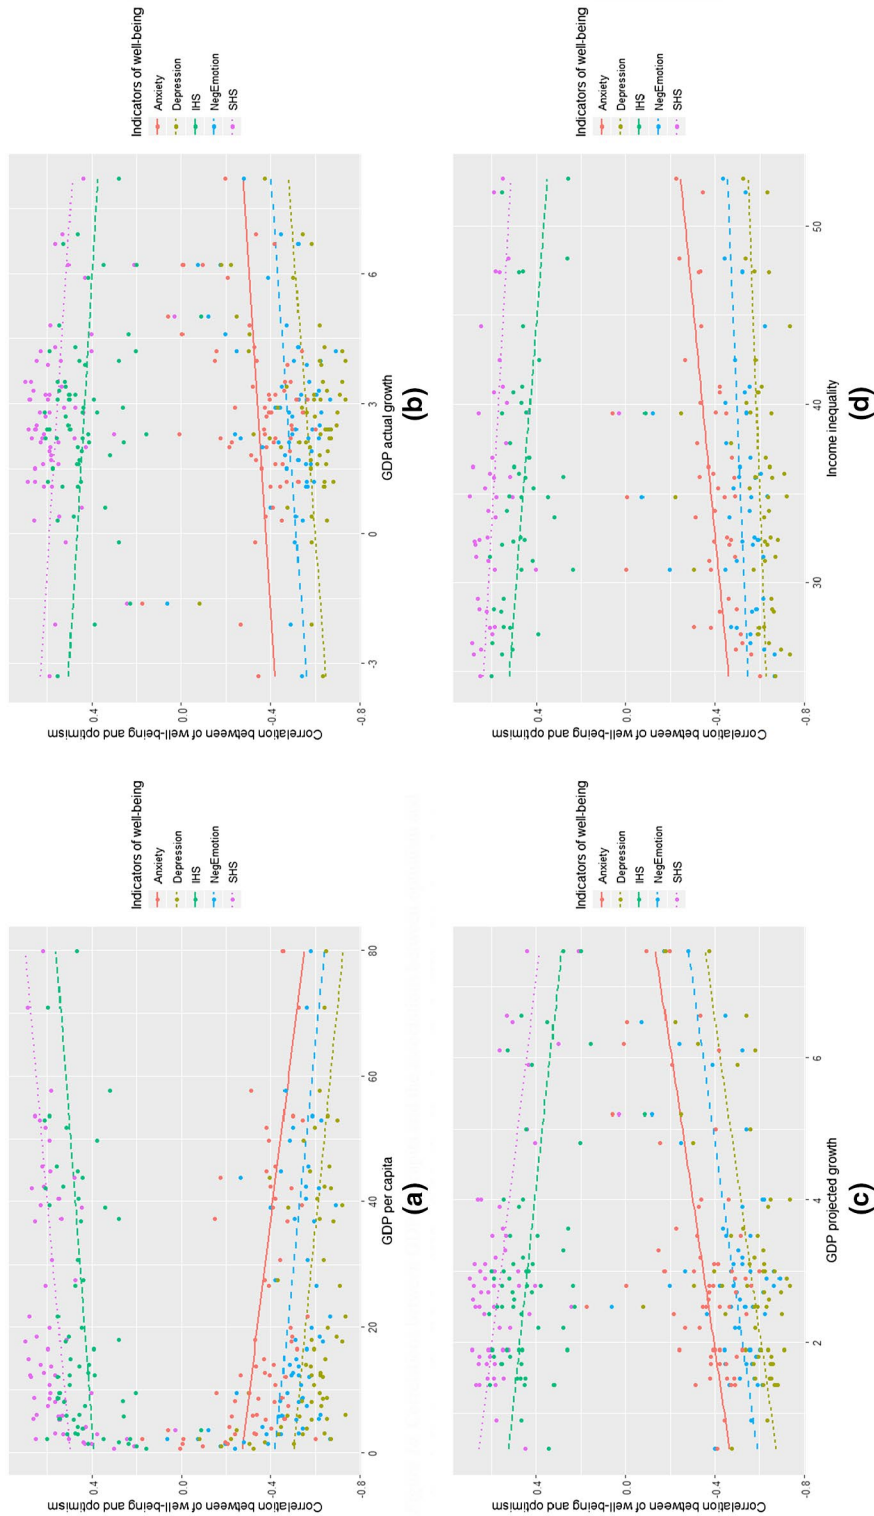 Correlation between of well-being and optimism
0.4
0.0
-0.4
-0.8
0
20
40
60
80
GDP per capita
Indicators of well-being
Anxiety
Depression
IHS
NegEmotion
SHS
(a)
Correlation between of well-being and optimism
0.4
0.0
-0.4
-0.8
-3
0
3
6
GDP actual growth
Indicators of well-being
Anxiety
Depression
IHS
NegEmotion
SHS
(b)
Correlation between of well-being and optimism
0.4
0.0
-0.4
-0.8
2
4
6
GDP projected growth
Indicators of well-being
Anxiety
Depression
IHS
NegEmotion
SHS
(c)
Correlation between of well-being and optimism
0.4
0.0
-0.4
-0.8
30
40
50
Income inequality
Indicators of well-being
Anxiety
Depression
IHS
NegEmotion
SHS
(d)